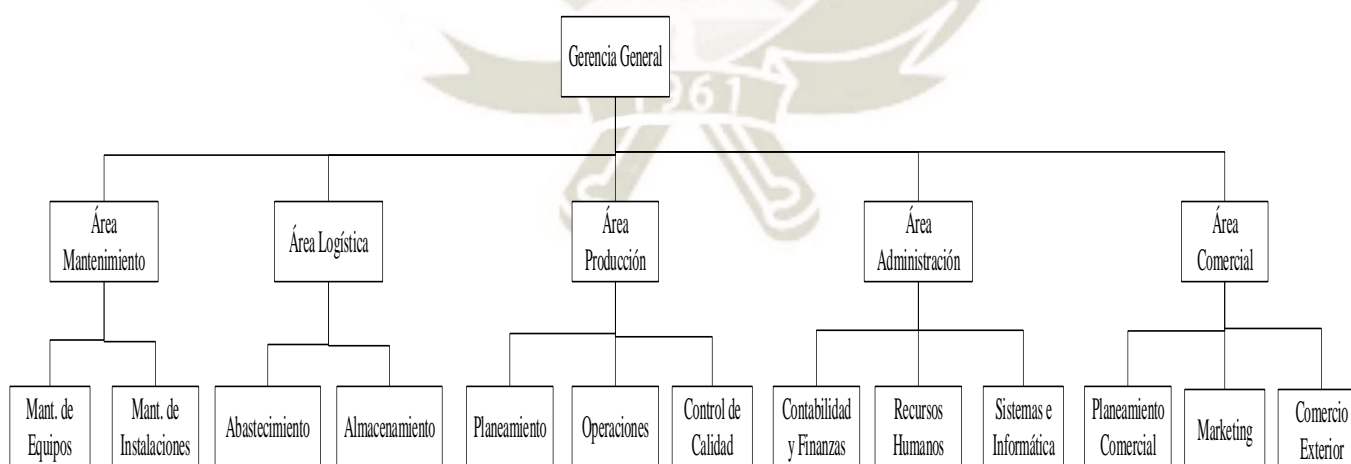 Gerencia General
1961
Área
Mantenimiento
Área Logística
Área
Producción
Área
Administración
Área
Comercial
Mant. de
Equipos
Mant. de
Instalaciones
Abastecimiento
Almacenamiento
Planeamiento
Operaciones
Control de
Calidad
Contabilidad
y Finanzas
Recursos
Humanos
Sistemas e
Informática
Planeamiento
Comercial
Marketing
Comercio
Exterior